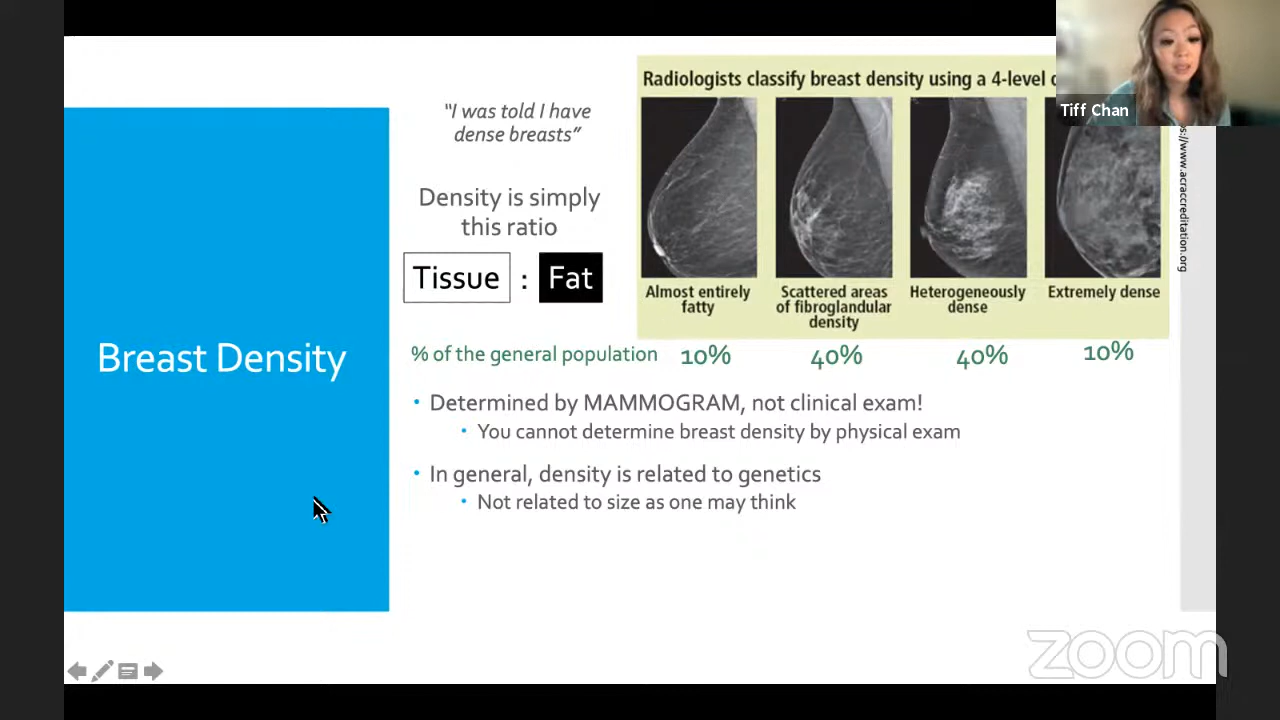 Radiologists classify breast density using a 4-level
Tiff Chan
"I was told I have
dense breasts"
Density is simply
this ratio
Tissue : Fat
Almost entirely
fatty
Scattered areas
of fibroglandular
density
Heterogeneously
dense
Extremely dense
www.acraccreditation.org
% of the general population 10% 40% 40% 10%
Breast Density
• Determined by MAMMOGRAM, not clinical exam!
• You cannot determine breast density by physical exam
• In general, density is related to genetics
• Not related to size as one may think
zoom